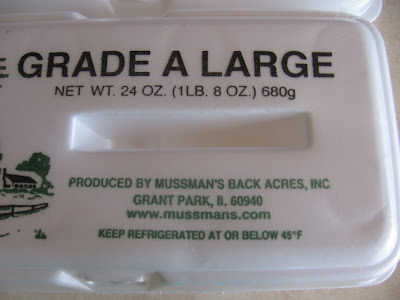 GRADE A LARGE
NET WT. 24 OZ. (1LB. 8 OZ.) 680g
PRODUCED BY MUSSMAN'S BACK ACRES, INC
GRANT PARK, IL 60940
www.mussmans.com
KEEP REFRIGERATED AT OR BELOW 45°F